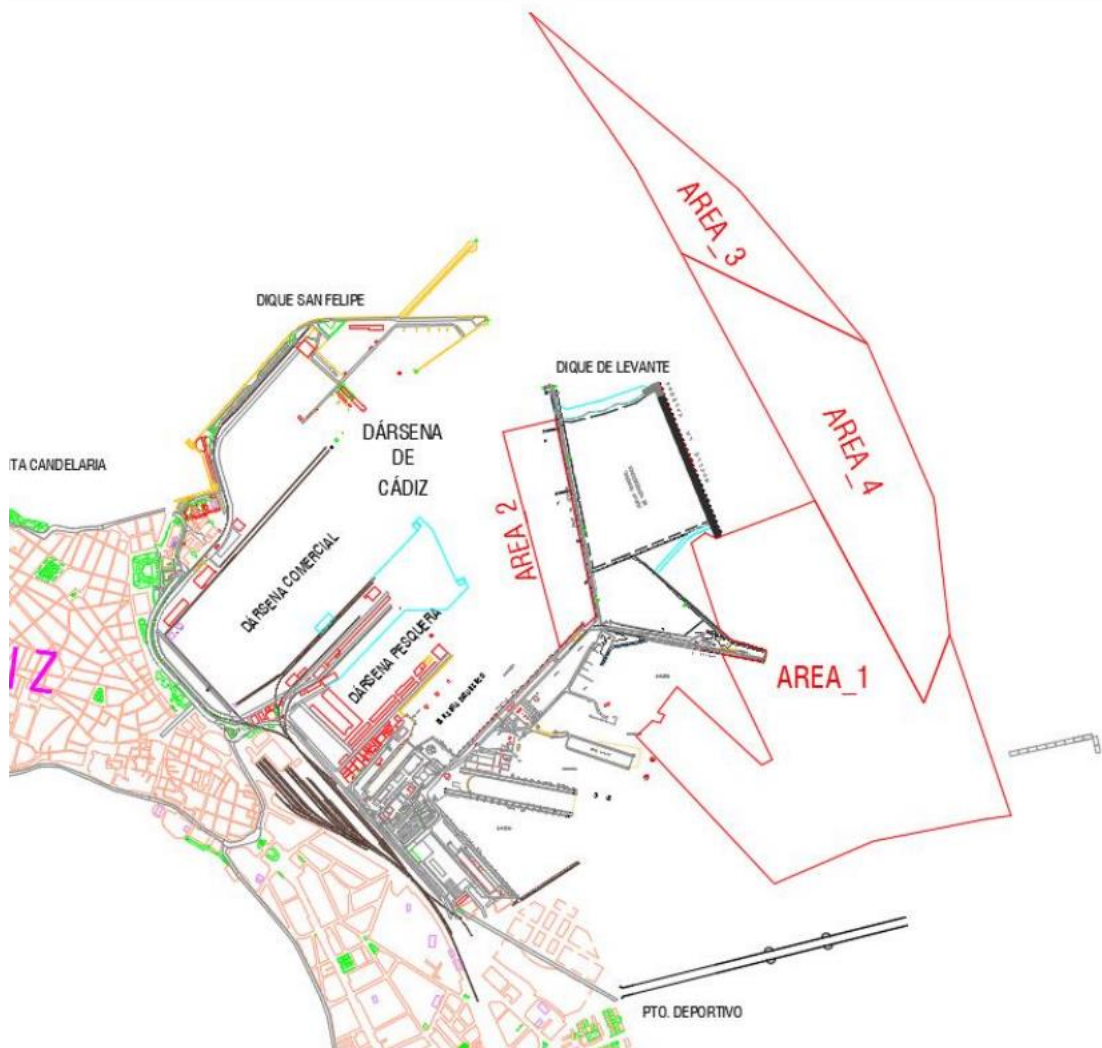 AREA_3
DIQUE SAN FELIPE
DIQUE DE LEVANTE
DÁRSENA
DE
CÁDIZ
AREA_4
TA CANDELARIA
AREA_2
DÁRSENA COMERCIAL
DÁRSENA PESQUERA
IZ
AREA_1
PTO. DEPORTIVO